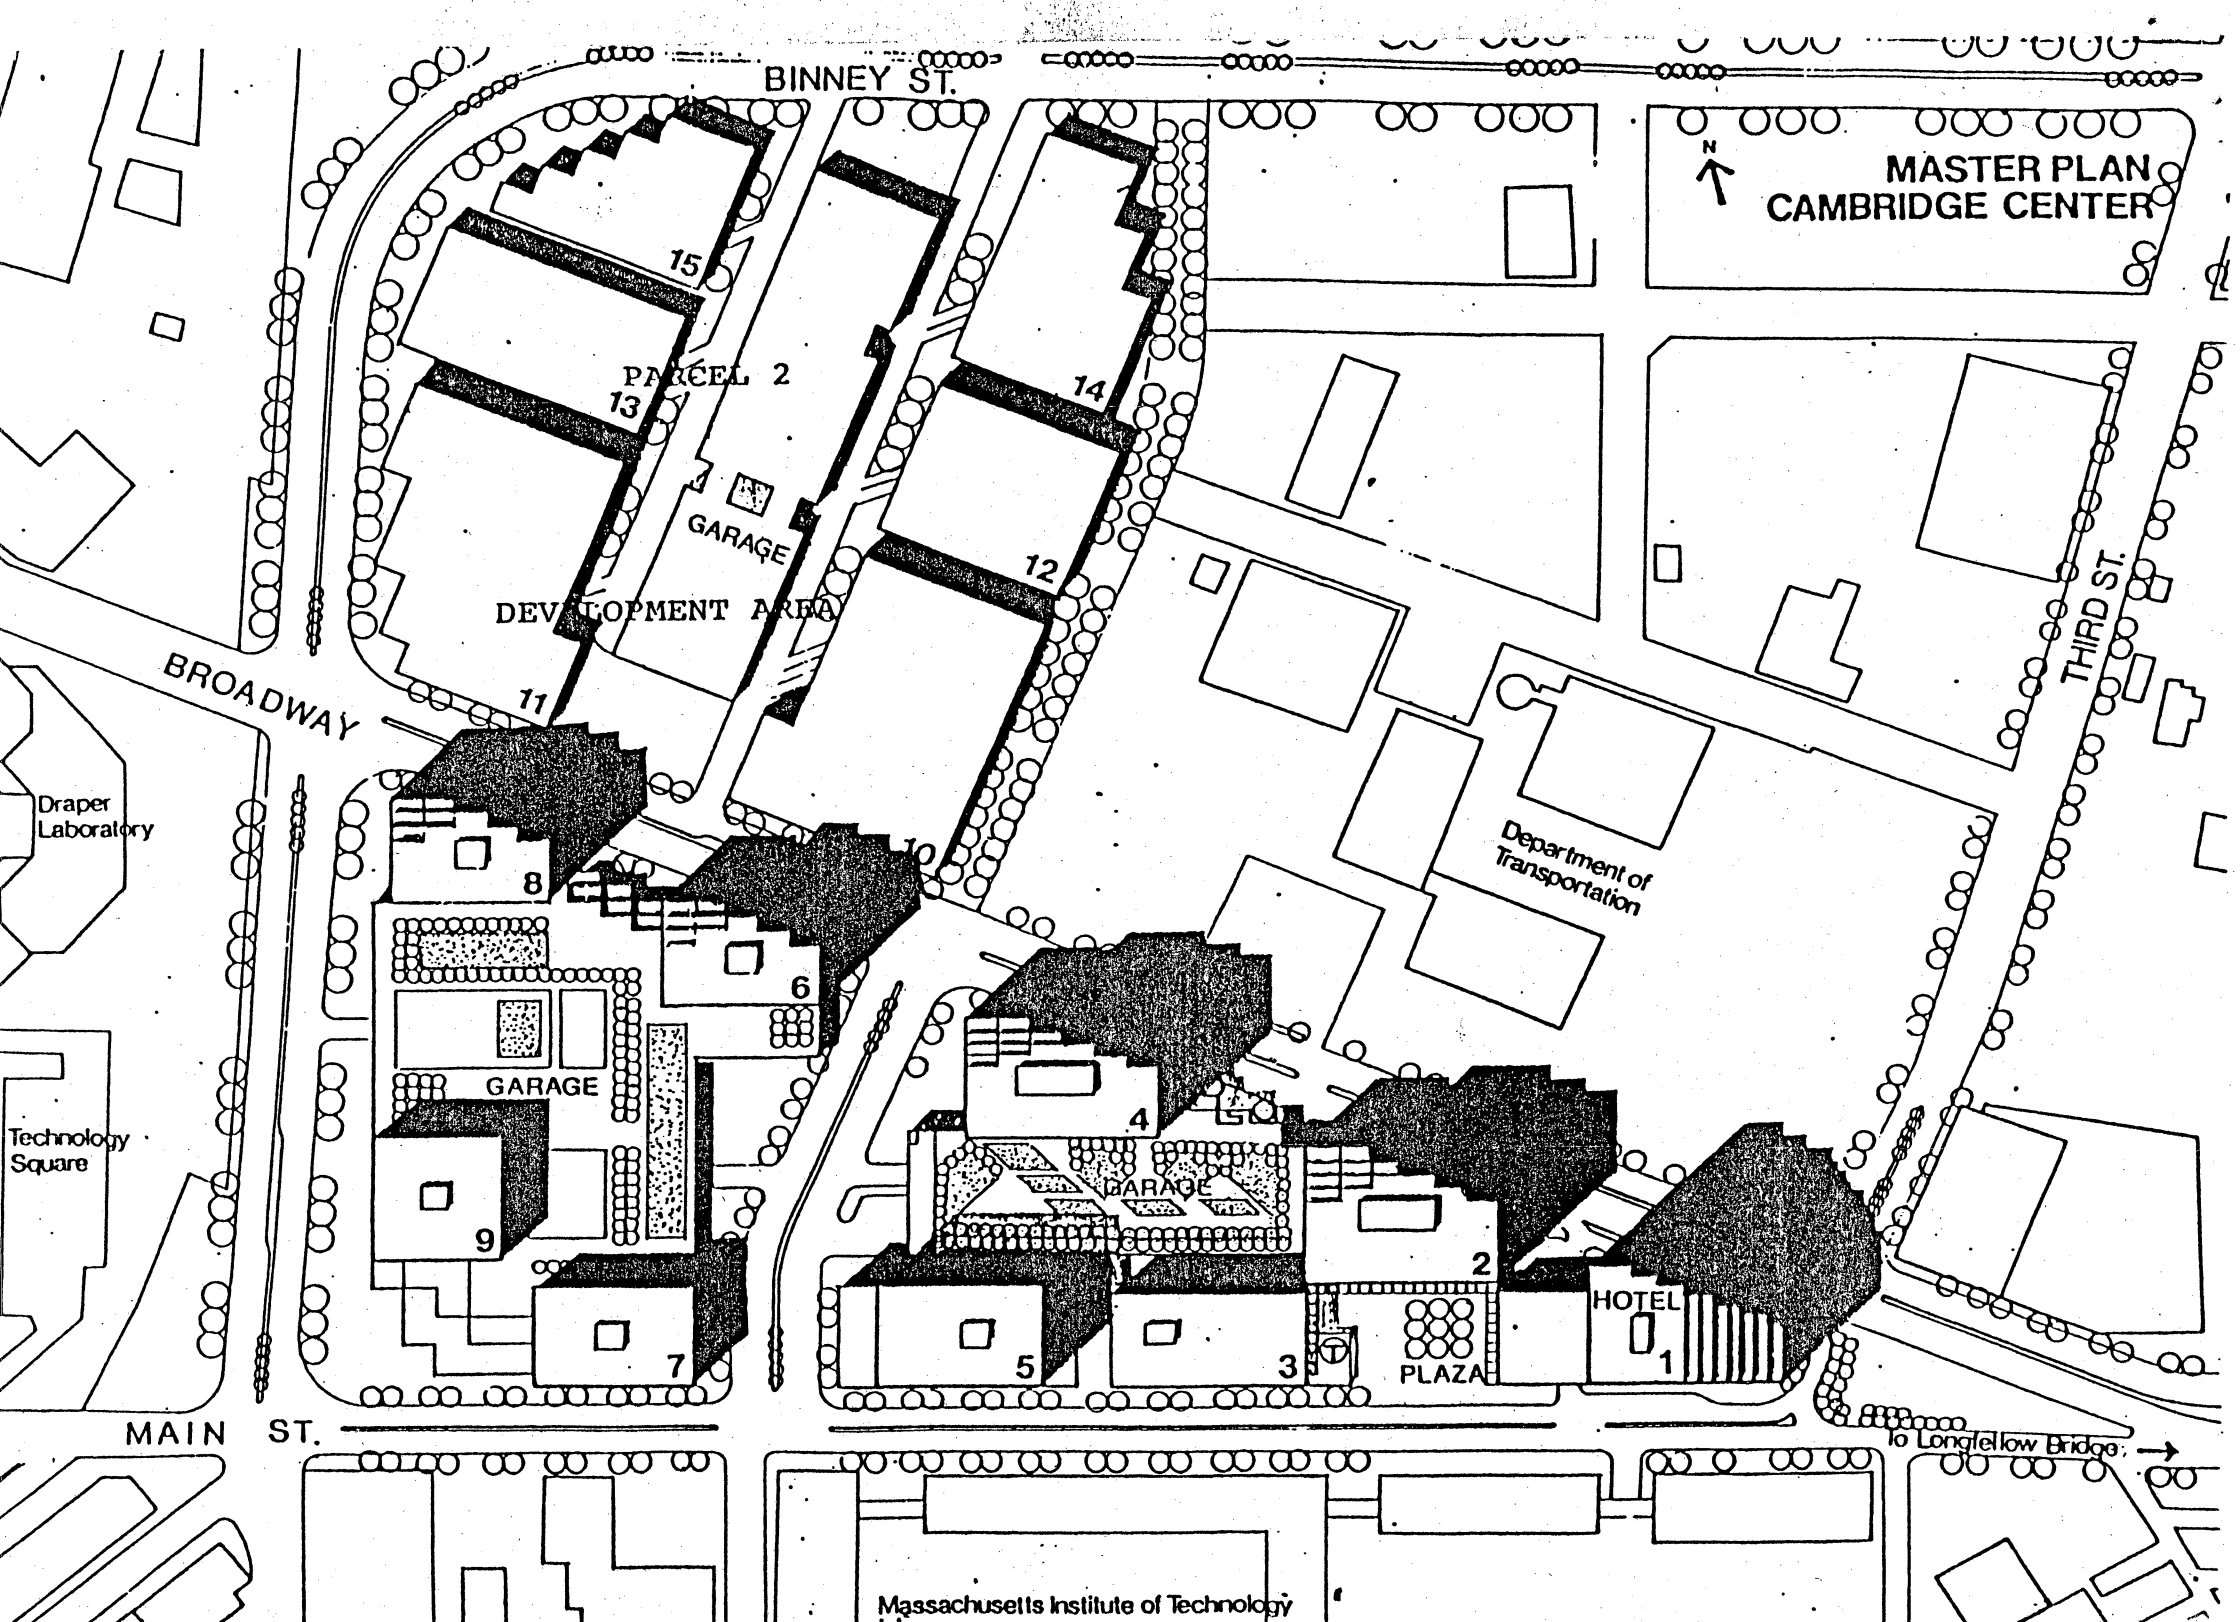 BINNEY ST.
N
MASTER PLAN
CAMBRIDGE CENTER
15
PARCEL 2
13
14
GARAGE
12
DEVELOPMENT AREA
THIRD ST.
BROADWAY
11
Draper
Laboratory
10
8
Department of
Transportation
6
GARAGE
4
Technology
Square
GARAGE
9
2
HOTEL
7
5
3
T
PLAZA
1
MAIN ST.
To Longfellow Bridge
Massachusetts Institute of Technology